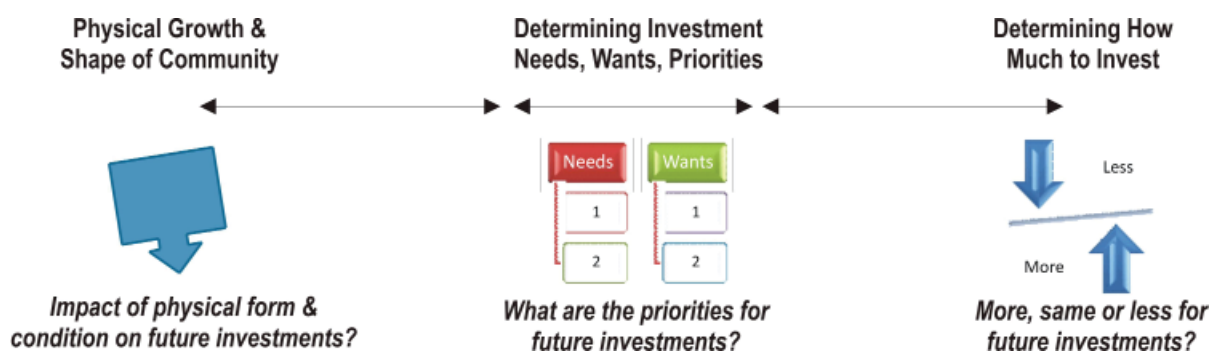 Physical Growth &
Shape of Community
Determining Investment
Needs, Wants, Priorities
Determining How
Much to Invest
Needs
Wants
1
1
2
2
Less
More
Impact of physical form &
condition on future investments?
What are the priorities for
future investments?
More, same or less for
future investments?